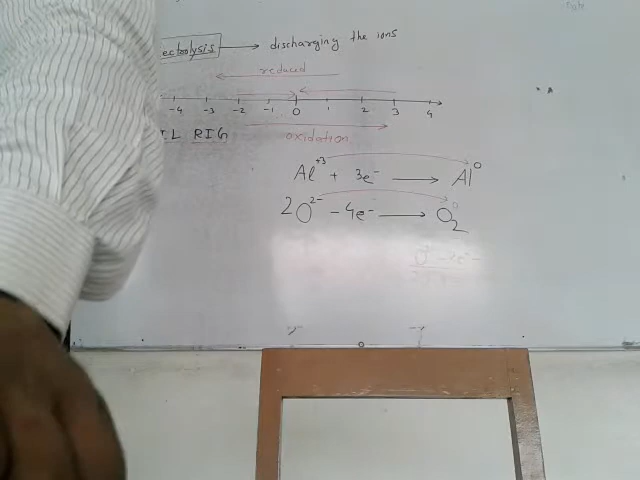 ectrolysis → discharging the ions
reduced
-4 -3 -2 -1 0 1 2 3 4
IL RIG oxidation
Al⁺³ + 3e⁻ → Al⁰
2O²⁻ - 4e⁻ → O₂⁰